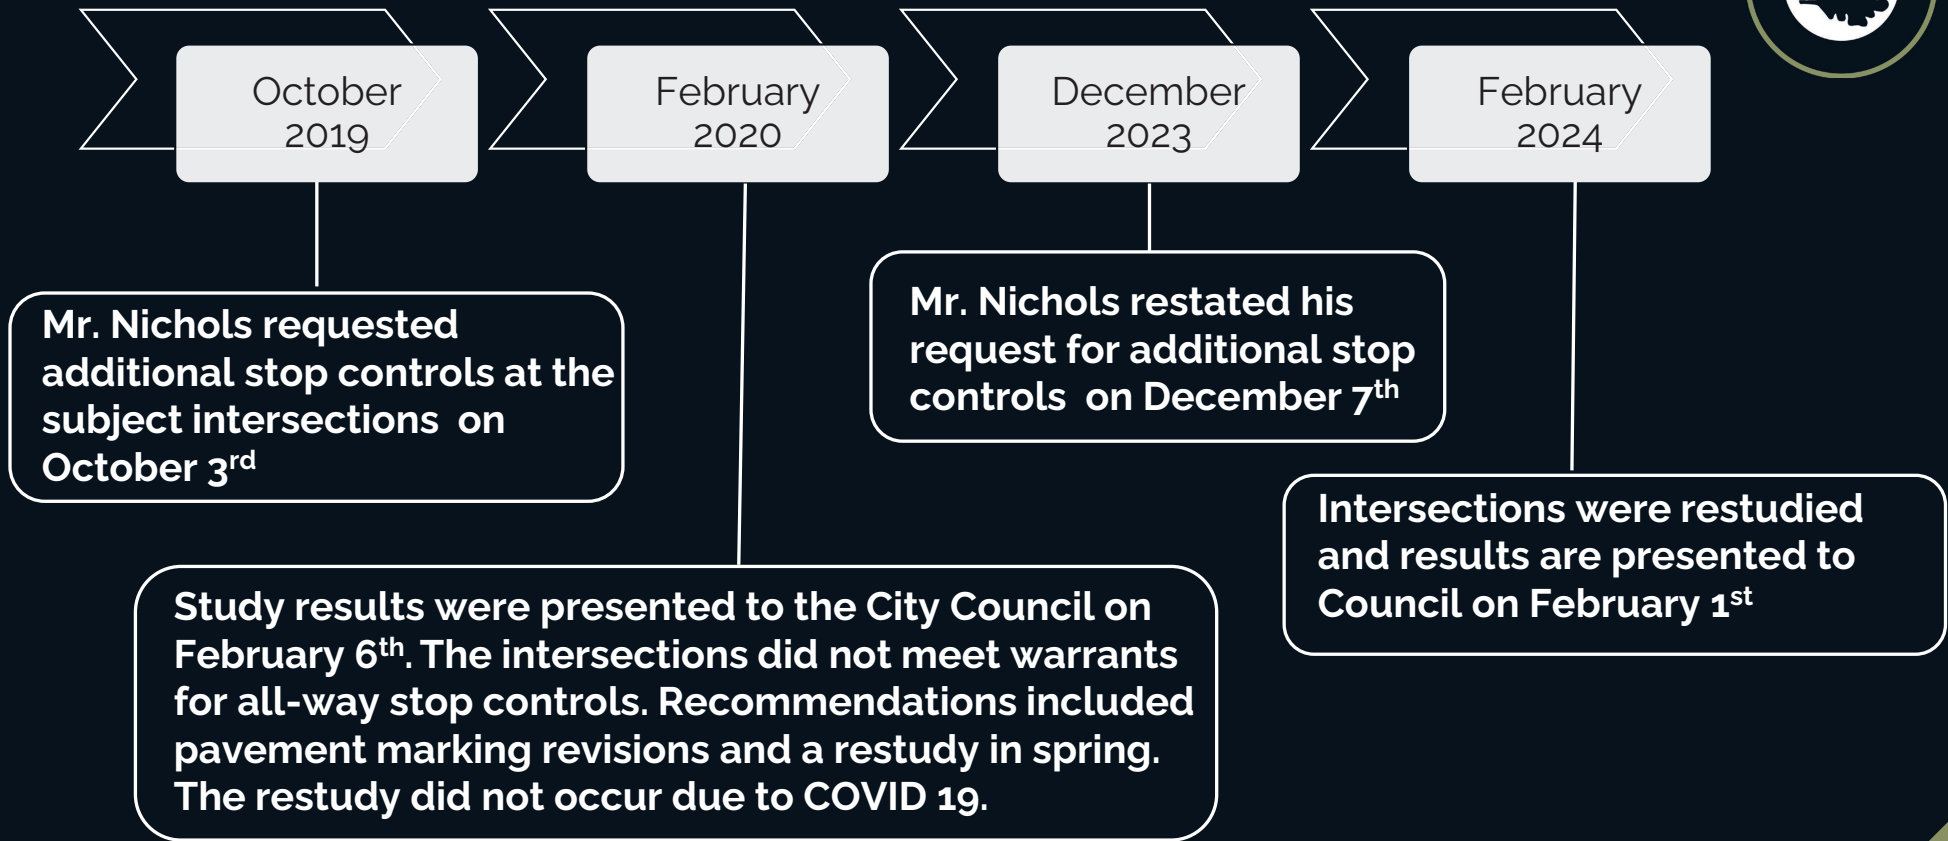 October
2019
February
2020
December
2023
February
2024
Mr. Nichols requested
additional stop controls at the
subject intersections  on
October 3rd
Study results were presented to the City Council on
February 6th. The intersections did not meet warrants
for all-way stop controls. Recommendations included
pavement marking revisions and a restudy in spring.
The restudy did not occur due to COVID 19.
Mr. Nichols restated his
request for additional stop
controls  on December 7th
Intersections were restudied
and results are presented to
Council on February 1st